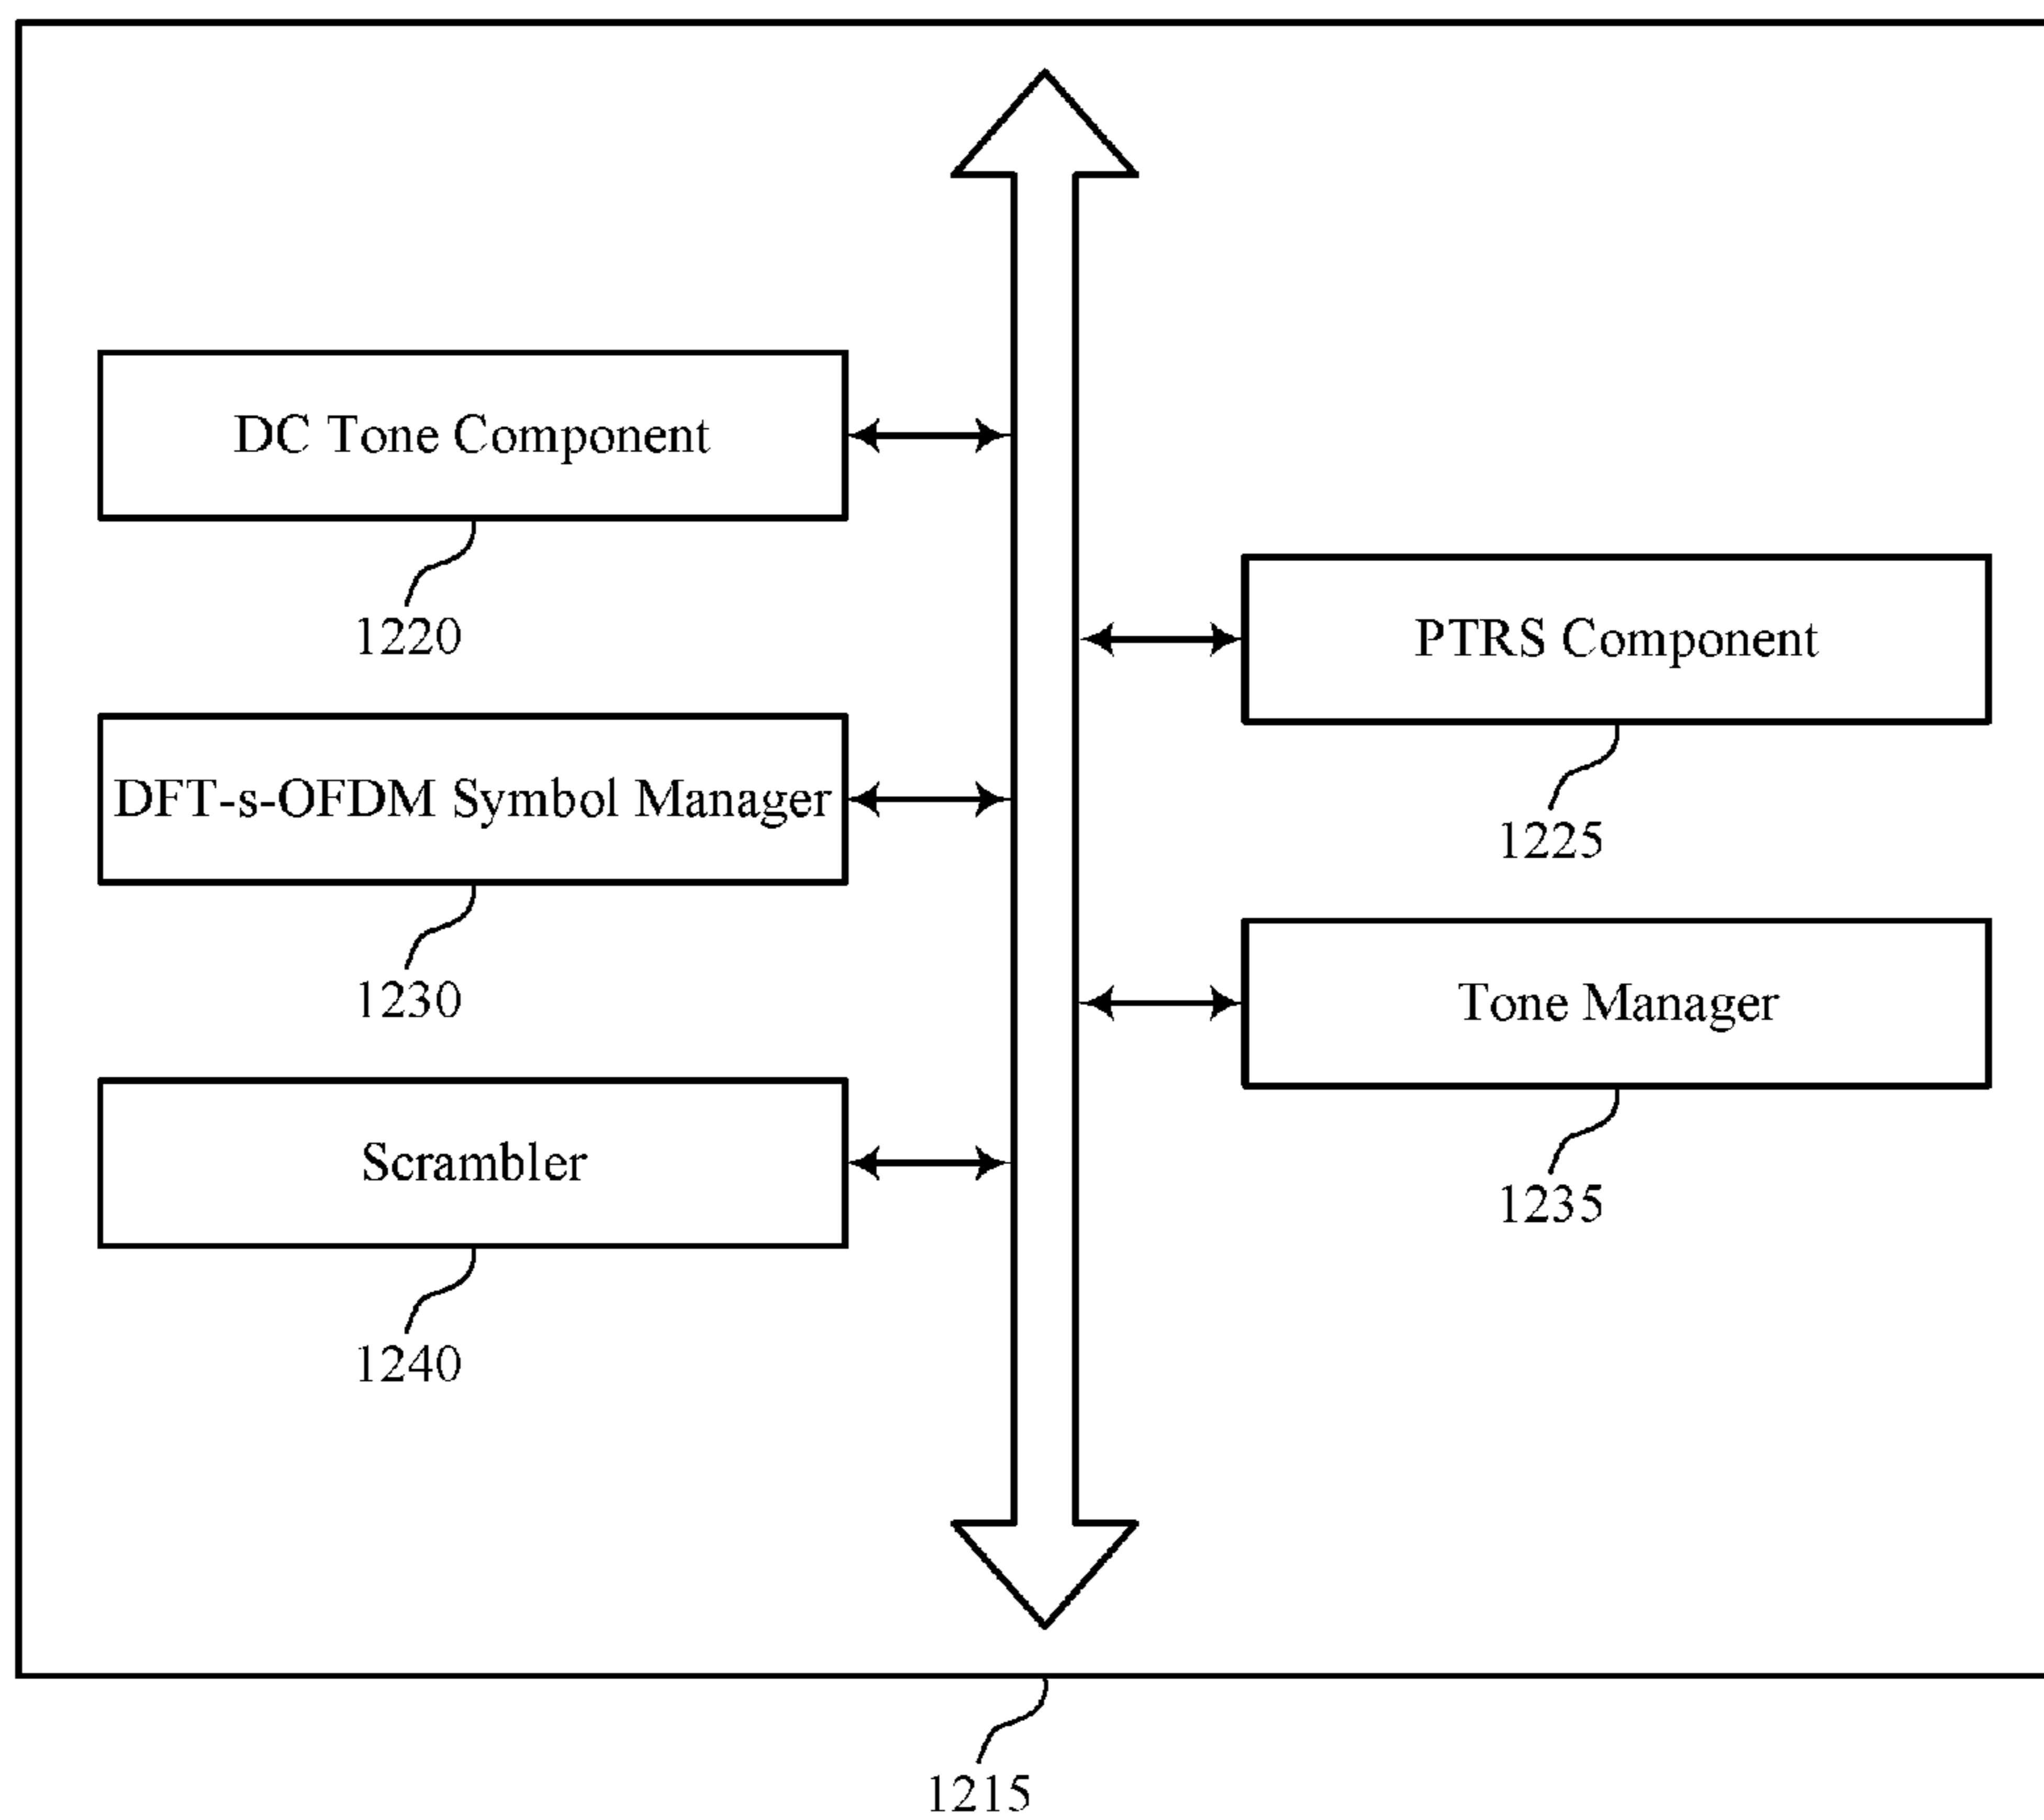 DC Tone Component
1220
PTRS Component
1225
DFT-s-OFDM Symbol Manager
1230
Tone Manager
1235
Scrambler
1240
1215